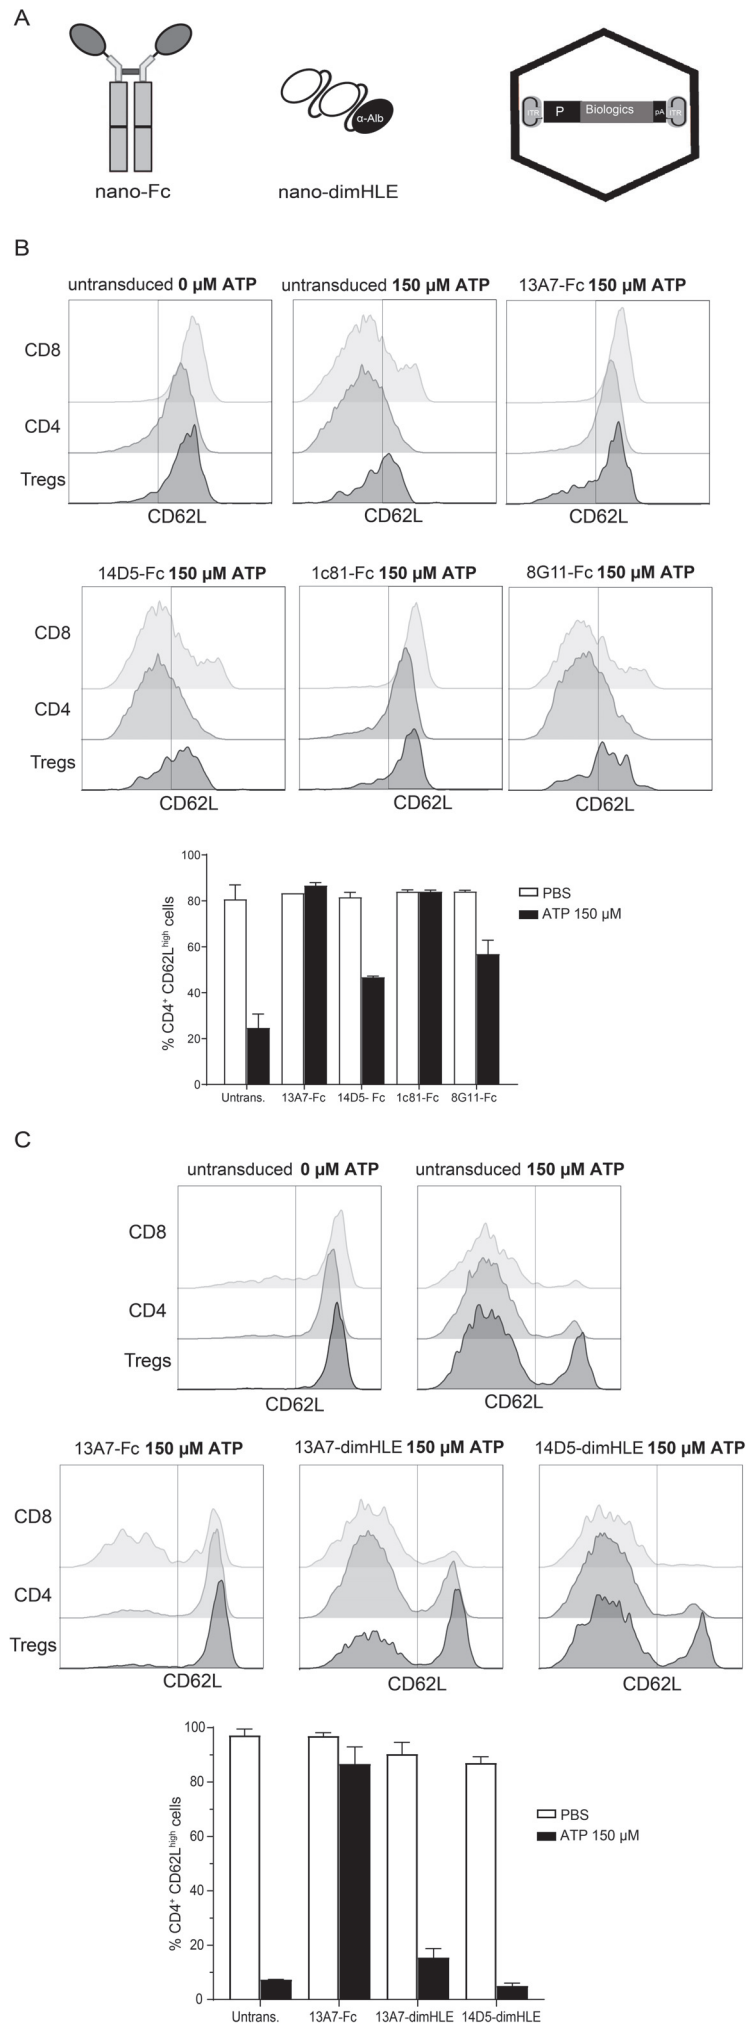 A
α-Alb
ITR P Biologics pA ITR
nano-Fc nano-dimHLE
B
untransduced 0 µM ATP untransduced 150 µM ATP 13A7-Fc 150 µM ATP
CD8
CD4
Tregs
CD62L CD62L CD62L
14D5-Fc 150 µM ATP 1c81-Fc 150 µM ATP 8G11-Fc 150 µM ATP
CD8
CD4
Tregs
CD62L CD62L CD62L
% CD4+ CD62Lhigh cells
100
80
60
40
20
0
PBS
ATP 150 µM
Untrans. 13A7-Fc 14D5- Fc 1c81-Fc 8G11-Fc
C
untransduced 0 µM ATP untransduced 150 µM ATP
CD8
CD4
Tregs
CD62L CD62L
13A7-Fc 150 µM ATP 13A7-dimHLE 150 µM ATP 14D5-dimHLE 150 µM ATP
CD8
CD4
Tregs
CD62L CD62L CD62L
% CD4+ CD62Lhigh cells
100
80
60
40
20
0
PBS
ATP 150 µM
Untrans. 13A7-Fc 13A7-dimHLE 14D5-dimHLE